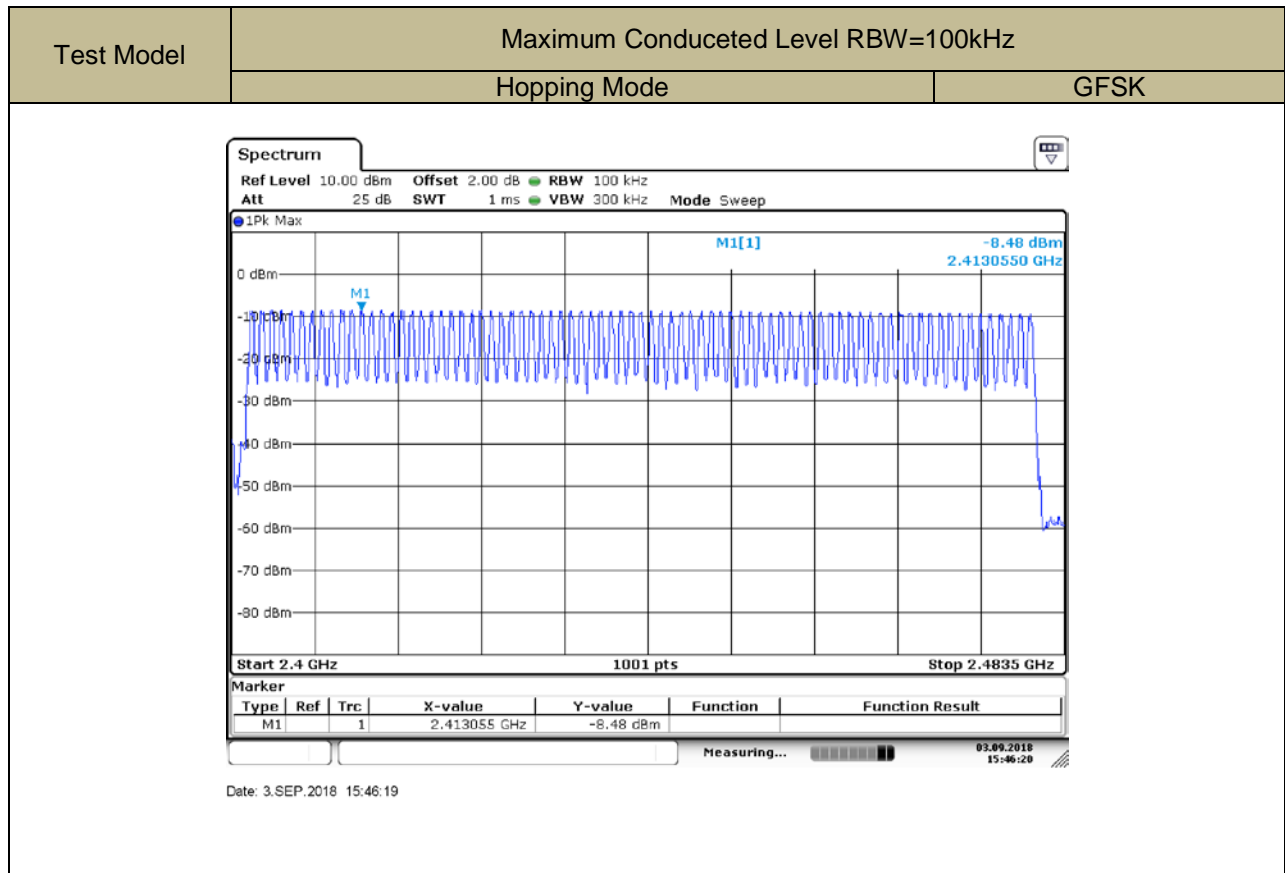 Test Model
Maximum Conduceted Level RBW=100kHz
Hopping Mode GFSK
Spectrum
Ref Level 10.00 dBm Offset 2.00 dB RBW 100 kHz
Att 25 dB SWT 1 ms VBW 300 kHz Mode Sweep
1Pk Max
M1[1] -8.48 dBm
2.4130550 GHz
0 dBm
M1
-10 dBm
-20 dBm
-30 dBm
-40 dBm
-50 dBm
-60 dBm
-70 dBm
-80 dBm
Start 2.4 GHz 1001 pts Stop 2.4835 GHz
Marker
Type Ref Trc X-value Y-value Function Function Result
M1 1 2.413055 GHz -8.48 dBm
Measuring... 03.09.2018
15:46:20
Date: 3.SEP.2018 15:46:19